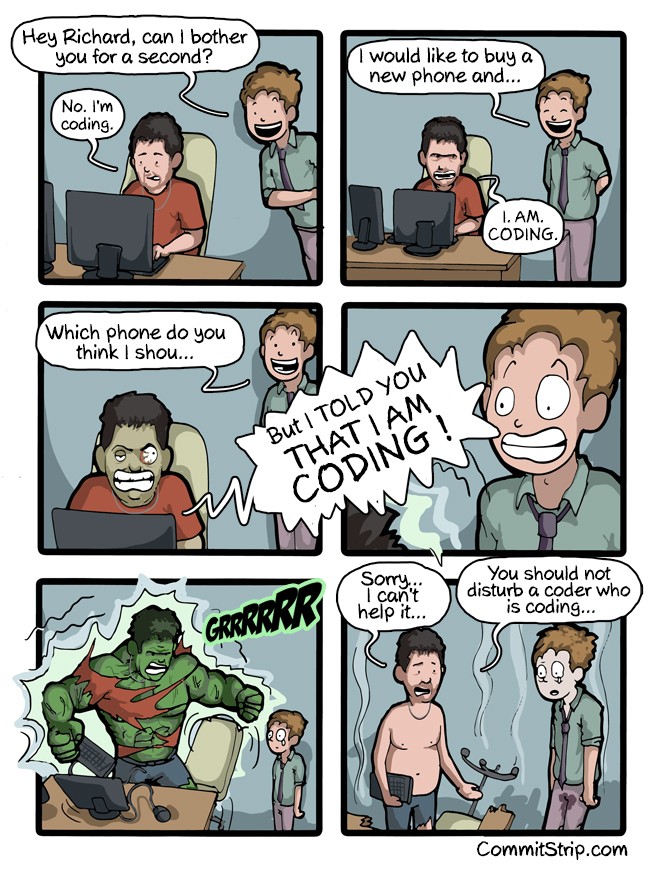 Hey Richard, can I bother
you for a second?
No. I'm
coding.
I would like to buy a
new phone and...
I. AM.
CODING.
Which phone do you
think I shou...
But I TOLD YOU
THAT I AM
CODING !
GRRRRRR
Sorry...
I can't
help it...
You should not
disturb a coder who
is coding...
CommitStrip.com